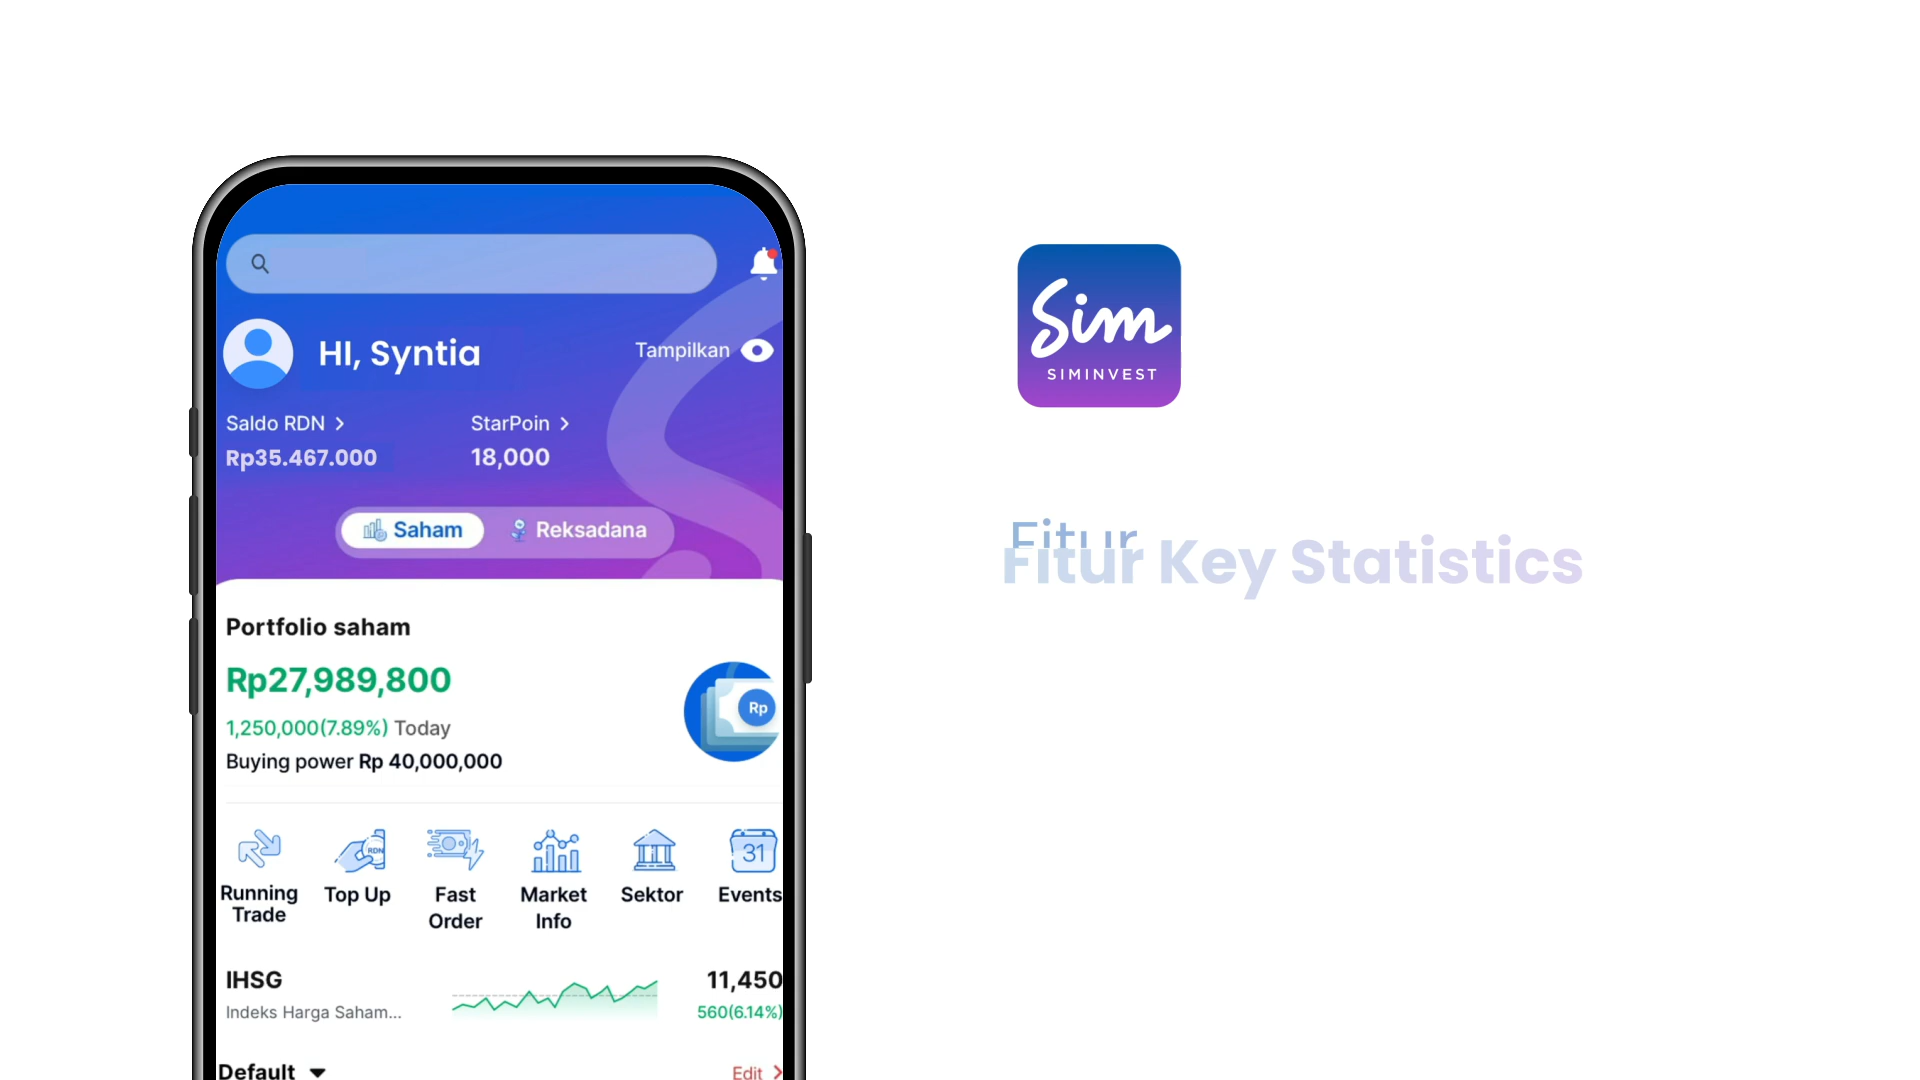 HI, Syntia
Tampilkan
Saldo RDN
StarPoin
Rp35.467.000
18,000
Saham
Reksadana
Portfolio saham
Rp27,989,800
1,250,000(7.89%) Today
Buying power Rp 40,000,000
Rp
RDN
31
Running Trade
Top Up
Fast Order
Market Info
Sektor
Events
IHSG
11,450
Indeks Harga Saham...
560(6.14%)
Default
Edit
Sim
SIMINVEST
Fitur
Fitur Key Statistics